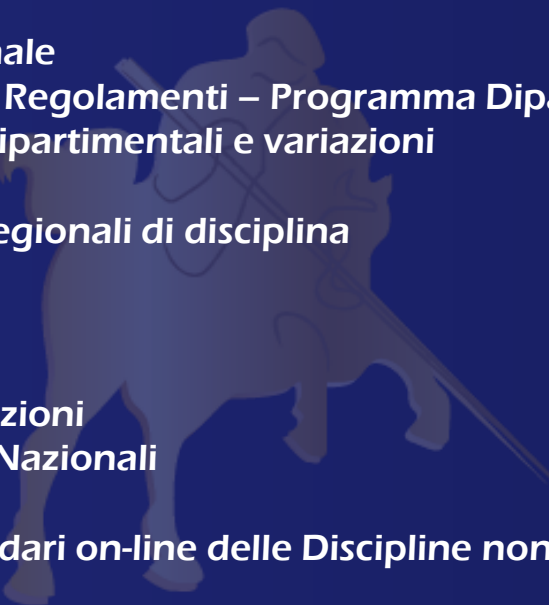 nale
Regolamenti – Programma Dipa
ipartimentali e variazioni
egionali di disciplina
zioni
Nazionali
dari on-line delle Discipline non